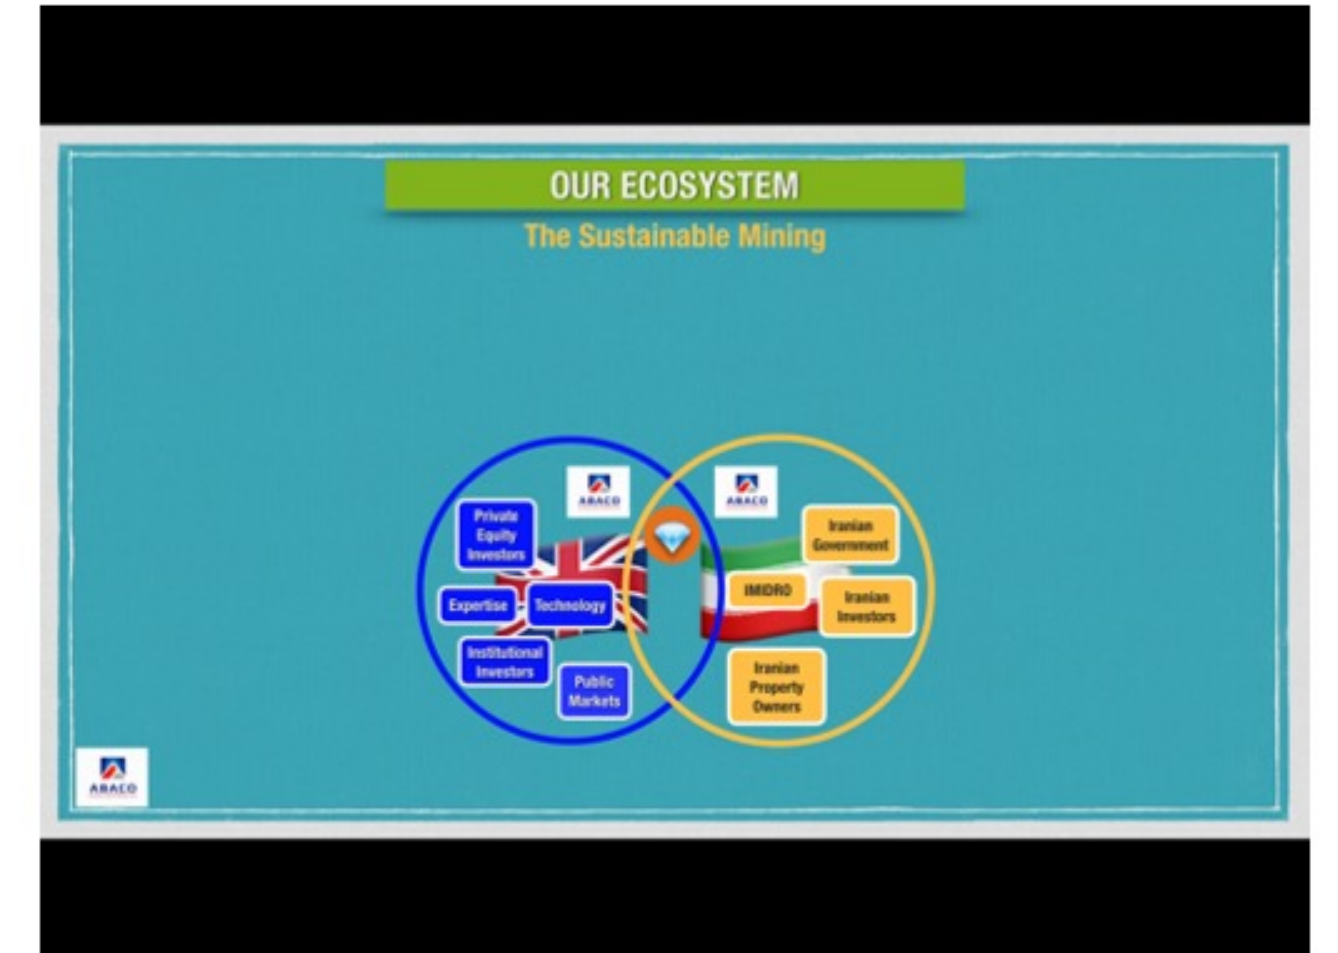 OUR ECOSYSTEM
The Sustainable Mining
ABACO
ABACO
Private
Equity
Investors
Expertise
Technology
Institutional
Investors
Public
Markets
Iranian
Government
IMIDRO
Iranian
Investors
Iranian
Property
Owners
ABACO